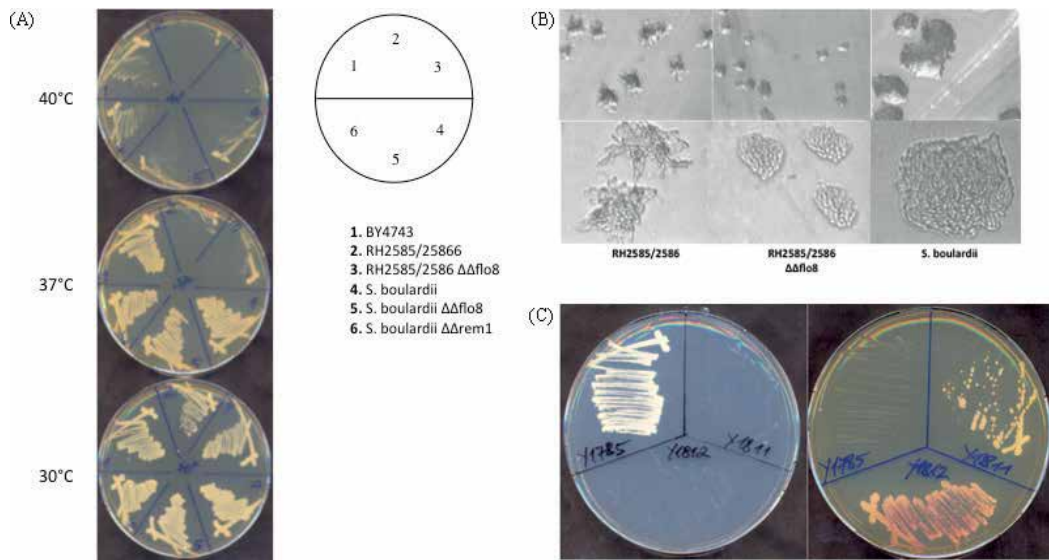 (A)
40°C
37°C
30°C
1
2
3
6
5
4
1. BY4743
2. RH2585/25866
3. RH2585/2586 ΔΔflo8
4. S. boulardii
5. S. boulardii ΔΔflo8
6. S. boulardii ΔΔrem1
(B)
RH2585/2586
RH2585/2586
ΔΔflo8
S. boulardii
(C)
Y1785
Y1812
Y1811
Y1785
Y1812
Y1811